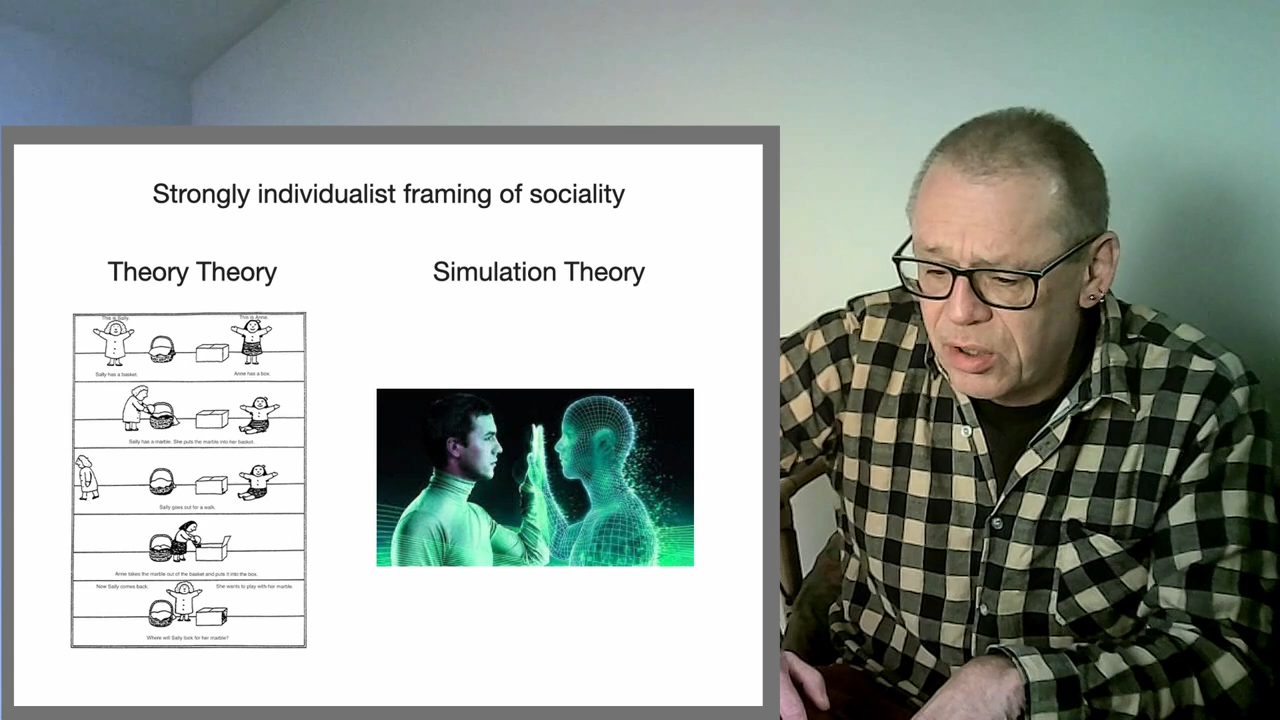 Strongly individualist framing of sociality
Theory Theory
Simulation Theory
This is Sally.
This is Anne.
Sally has a basket.
Anne has a box.
Sally has a marble. She puts the marble into her basket.
Sally goes out for a walk.
Anne takes the marble out of the basket and puts it into the box.
Now Sally comes back.
She wants to play with her marble
Where will Sally look for her marble?